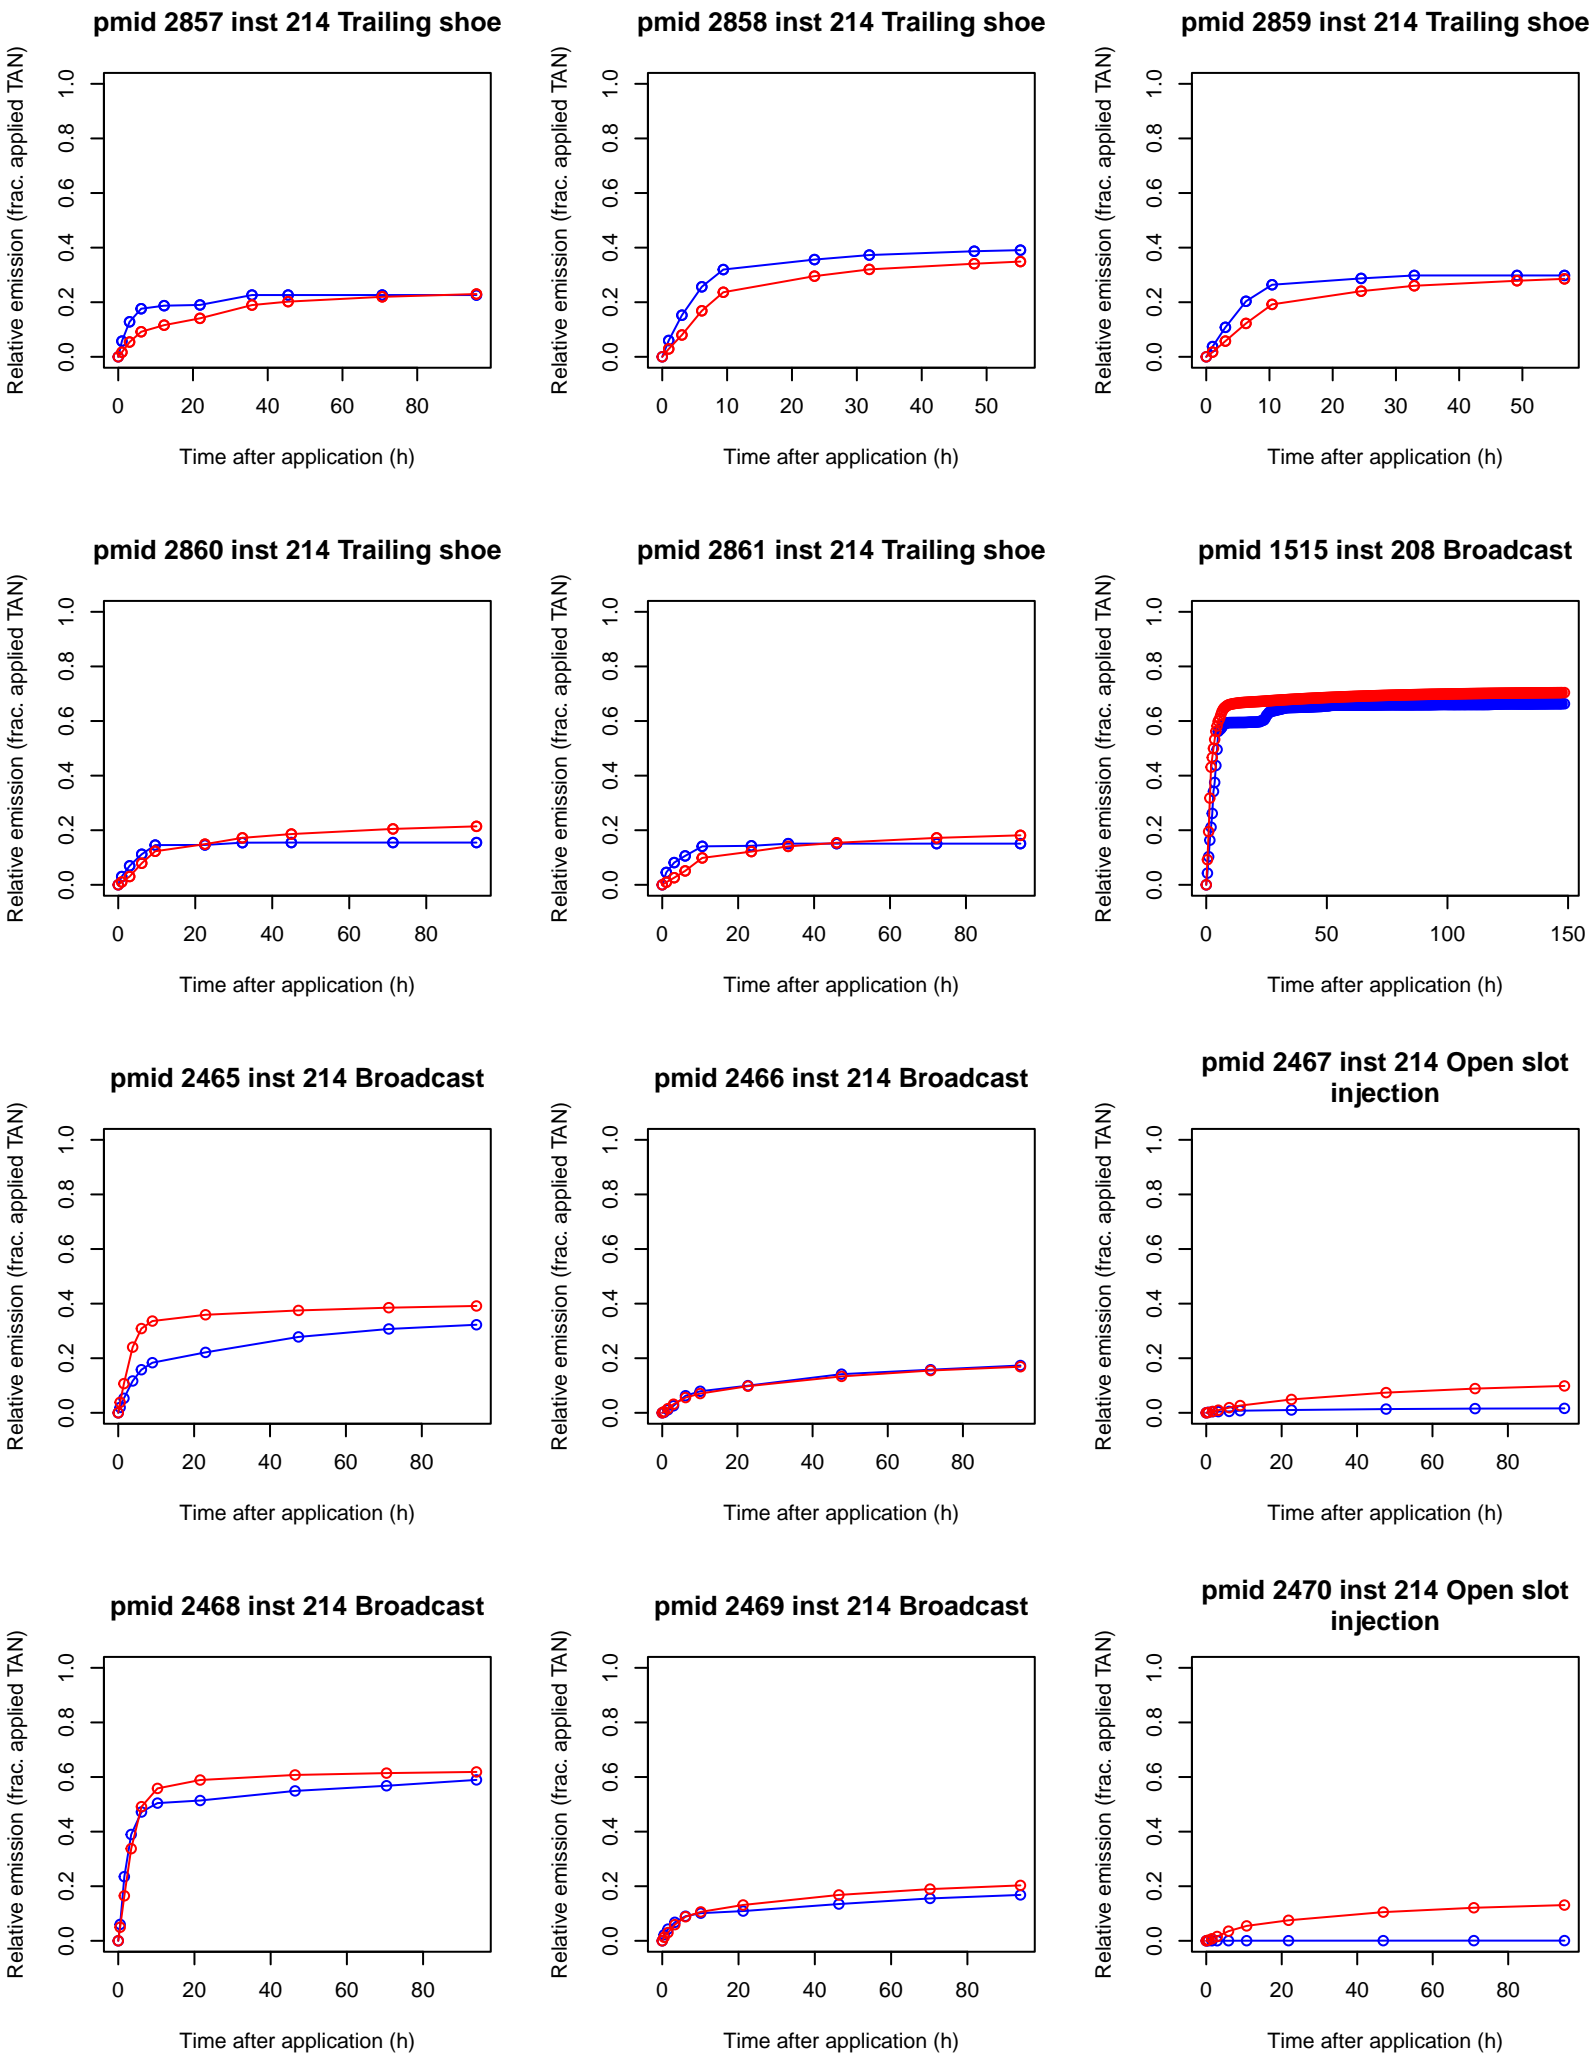 pmid 2857 inst 214 Trailing shoe
Relative emission (frac. applied TAN)
0.0 0.2 0.4 0.6 0.8 1.0
0 20 40 60 80
Time after application (h)
pmid 2858 inst 214 Trailing shoe
Relative emission (frac. applied TAN)
0.0 0.2 0.4 0.6 0.8 1.0
0 10 20 30 40 50
Time after application (h)
pmid 2859 inst 214 Trailing shoe
Relative emission (frac. applied TAN)
0.0 0.2 0.4 0.6 0.8 1.0
0 10 20 30 40 50
Time after application (h)
pmid 2860 inst 214 Trailing shoe
Relative emission (frac. applied TAN)
0.0 0.2 0.4 0.6 0.8 1.0
0 20 40 60 80
Time after application (h)
pmid 2861 inst 214 Trailing shoe
Relative emission (frac. applied TAN)
0.0 0.2 0.4 0.6 0.8 1.0
0 20 40 60 80
Time after application (h)
pmid 1515 inst 208 Broadcast
Relative emission (frac. applied TAN)
0.0 0.2 0.4 0.6 0.8 1.0
0 50 100 150
Time after application (h)
pmid 2465 inst 214 Broadcast
Relative emission (frac. applied TAN)
0.0 0.2 0.4 0.6 0.8 1.0
0 20 40 60 80
Time after application (h)
pmid 2466 inst 214 Broadcast
Relative emission (frac. applied TAN)
0.0 0.2 0.4 0.6 0.8 1.0
0 20 40 60 80
Time after application (h)
pmid 2467 inst 214 Open slot
injection
Relative emission (frac. applied TAN)
0.0 0.2 0.4 0.6 0.8 1.0
0 20 40 60 80
Time after application (h)
pmid 2468 inst 214 Broadcast
Relative emission (frac. applied TAN)
0.0 0.2 0.4 0.6 0.8 1.0
0 20 40 60 80
Time after application (h)
pmid 2469 inst 214 Broadcast
Relative emission (frac. applied TAN)
0.0 0.2 0.4 0.6 0.8 1.0
0 20 40 60 80
Time after application (h)
pmid 2470 inst 214 Open slot
injection
Relative emission (frac. applied TAN)
0.0 0.2 0.4 0.6 0.8 1.0
0 20 40 60 80
Time after application (h)